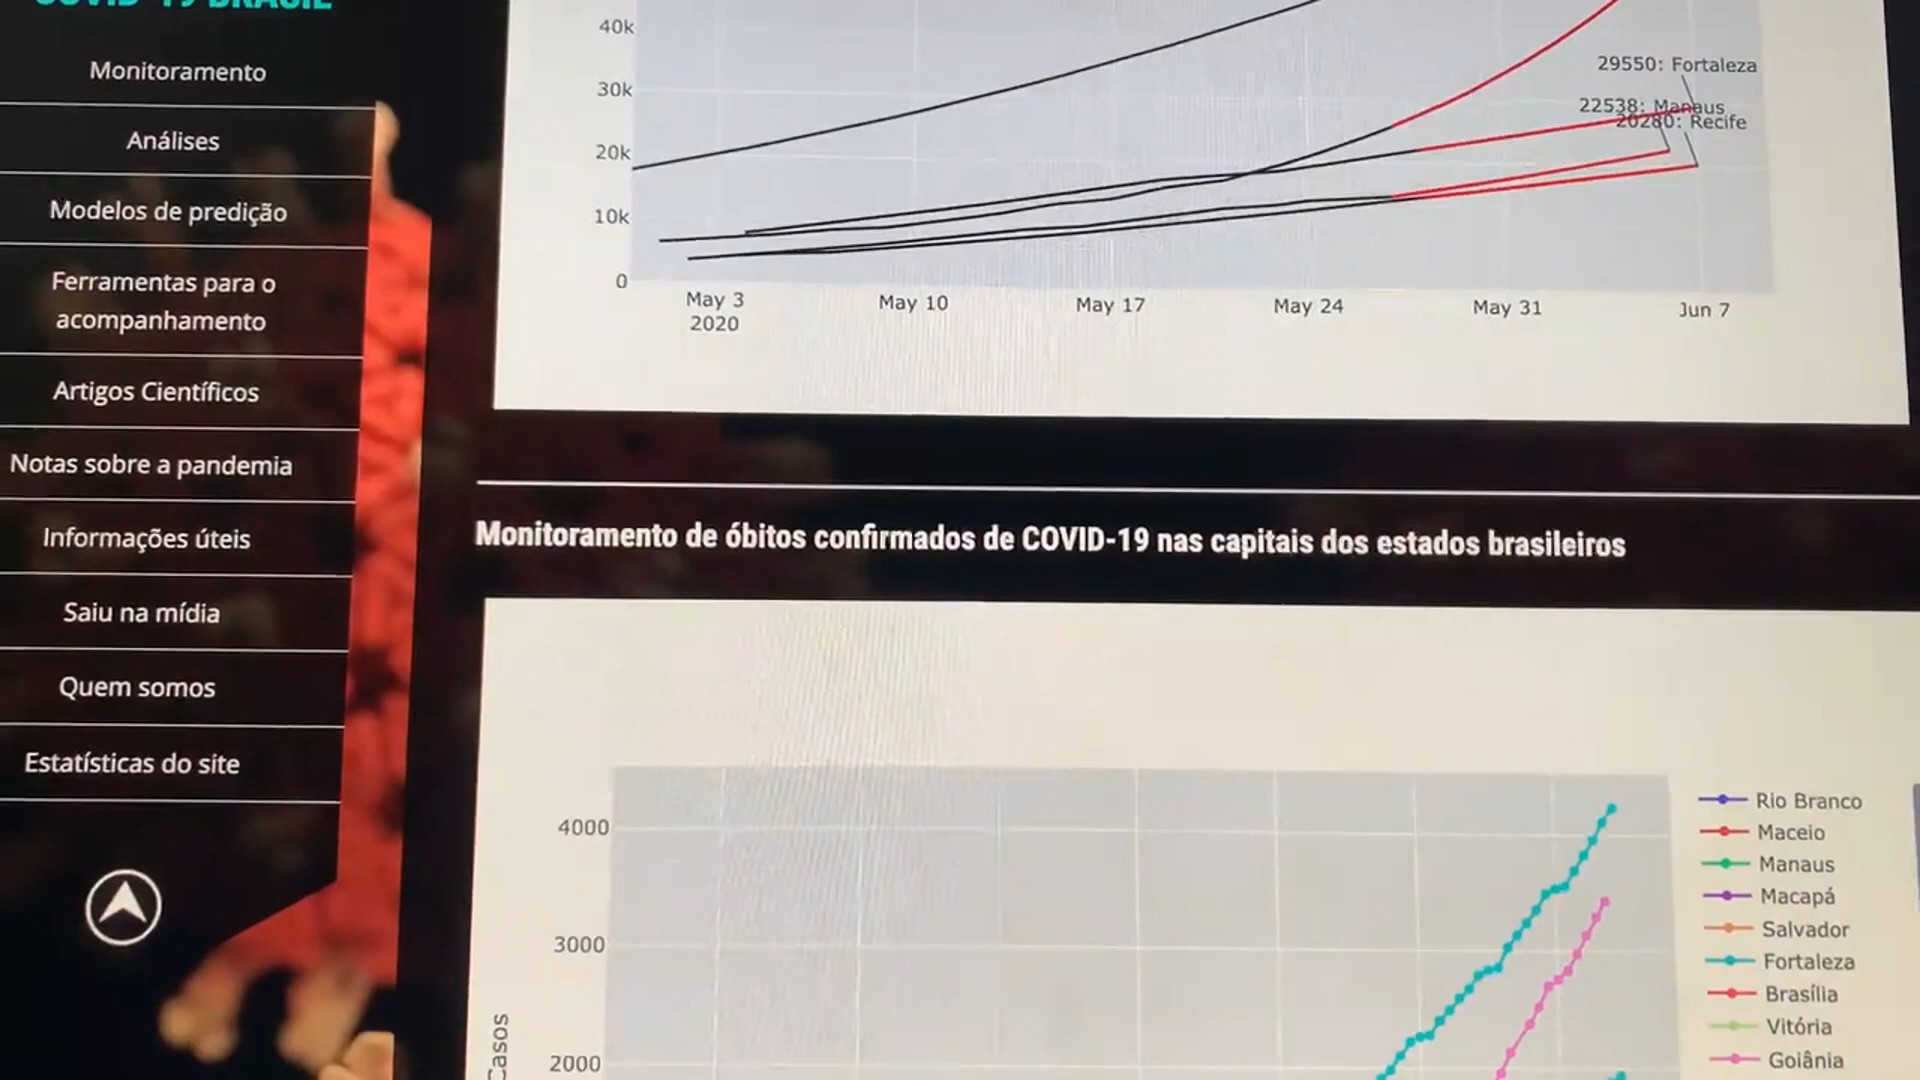 COVID-19 BRASIL
Monitoramento
Análises
Modelos de predição
Ferramentas para o
acompanhamento
Artigos Científicos
Notas sobre a pandemia
Informações úteis
Saiu na mídia
Quem somos
Estatísticas do site
40k
30k
20k
10k
0
29550: Fortaleza
22538: Manaus
20280: Recife
May 3
2020
May 10
May 17
May 24
May 31
Jun 7
Monitoramento de óbitos confirmados de COVID-19 nas capitais dos estados brasileiros
4000
3000
2000
Casos
Rio Branco
Maceio
Manaus
Macapá
Salvador
Fortaleza
Brasília
Vitória
Goiânia